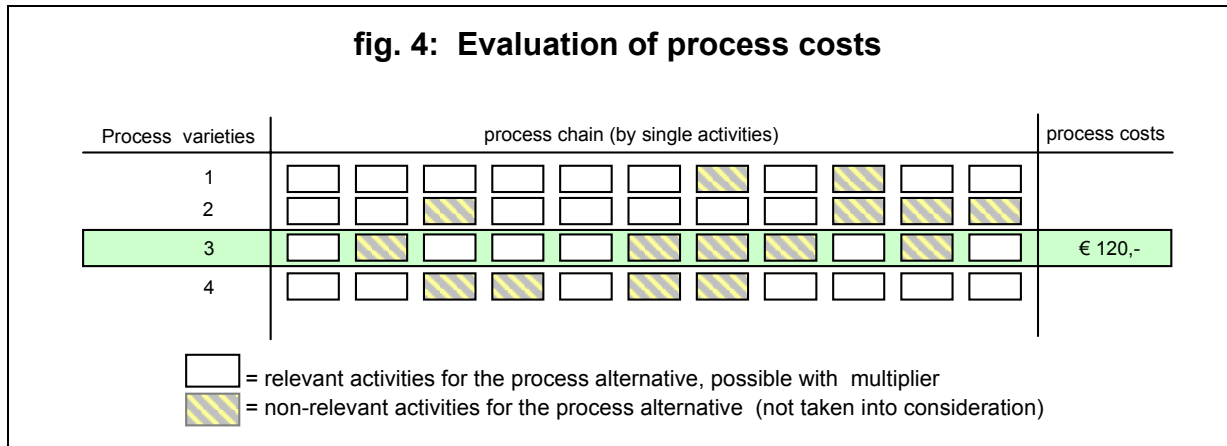 fig. 4: Evaluation of process costs
Process varieties process chain (by single activities) process costs
1
2
3 € 120,-
4
= relevant activities for the process alternative, possible with multiplier
= non-relevant activities for the process alternative (not taken into consideration)